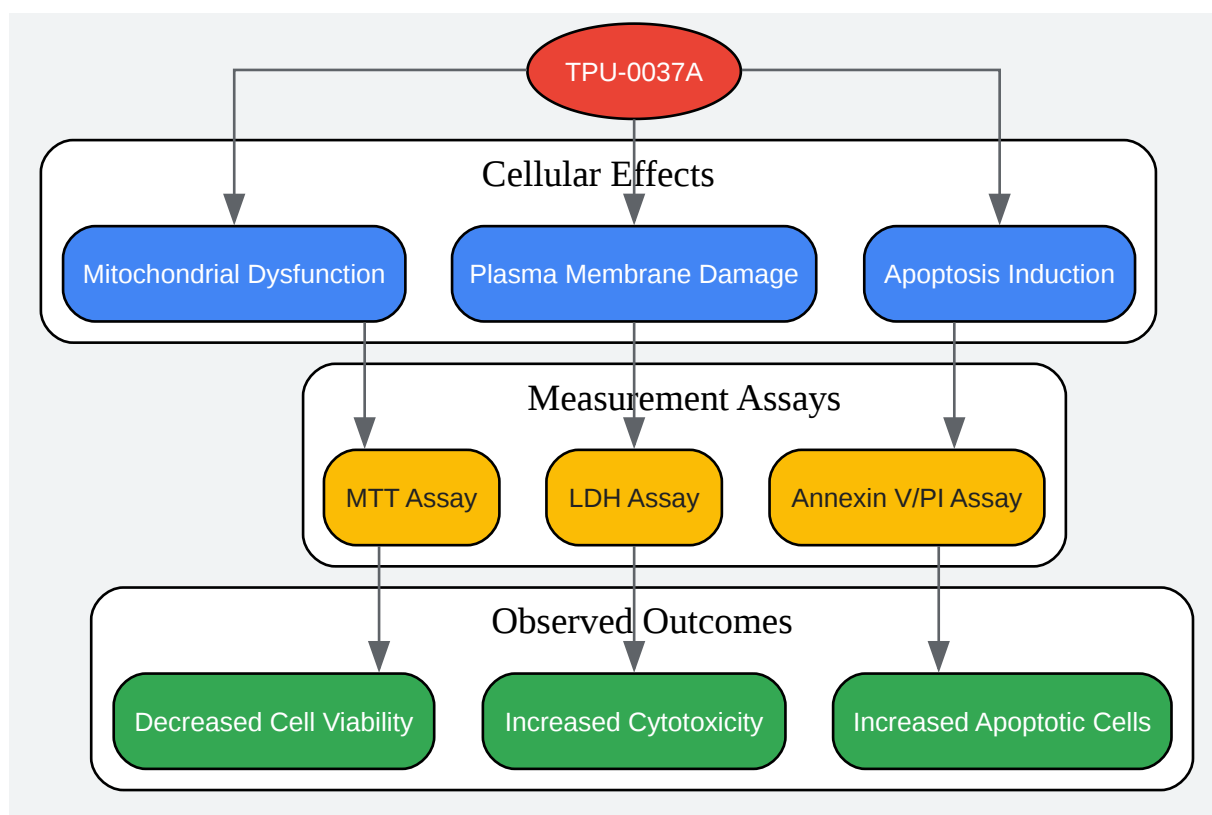 TPU-0037A
Cellular Effects
Mitochondrial Dysfunction
Plasma Membrane Damage
Apoptosis Induction
Measurement Assays
MTT Assay
LDH Assay
Annexin V/PI Assay
Observed Outcomes
Decreased Cell Viability
Increased Cytotoxicity
Increased Apoptotic Cells